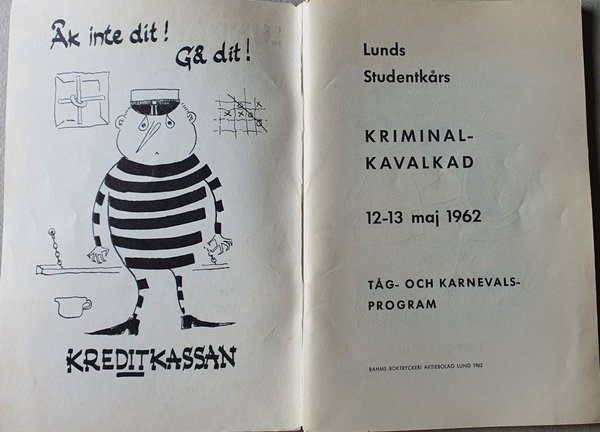 Åk inte dit!
Gå dit!
KREDITKASSAN
Lunds
Studentkårs
KRIMINAL-
KAVALKAD
12-13 maj 1962
TÅG- OCH KARNEVALS-
PROGRAM
RAHMS BOKTRYCKERI AKTIEBOLAG LUND 1962